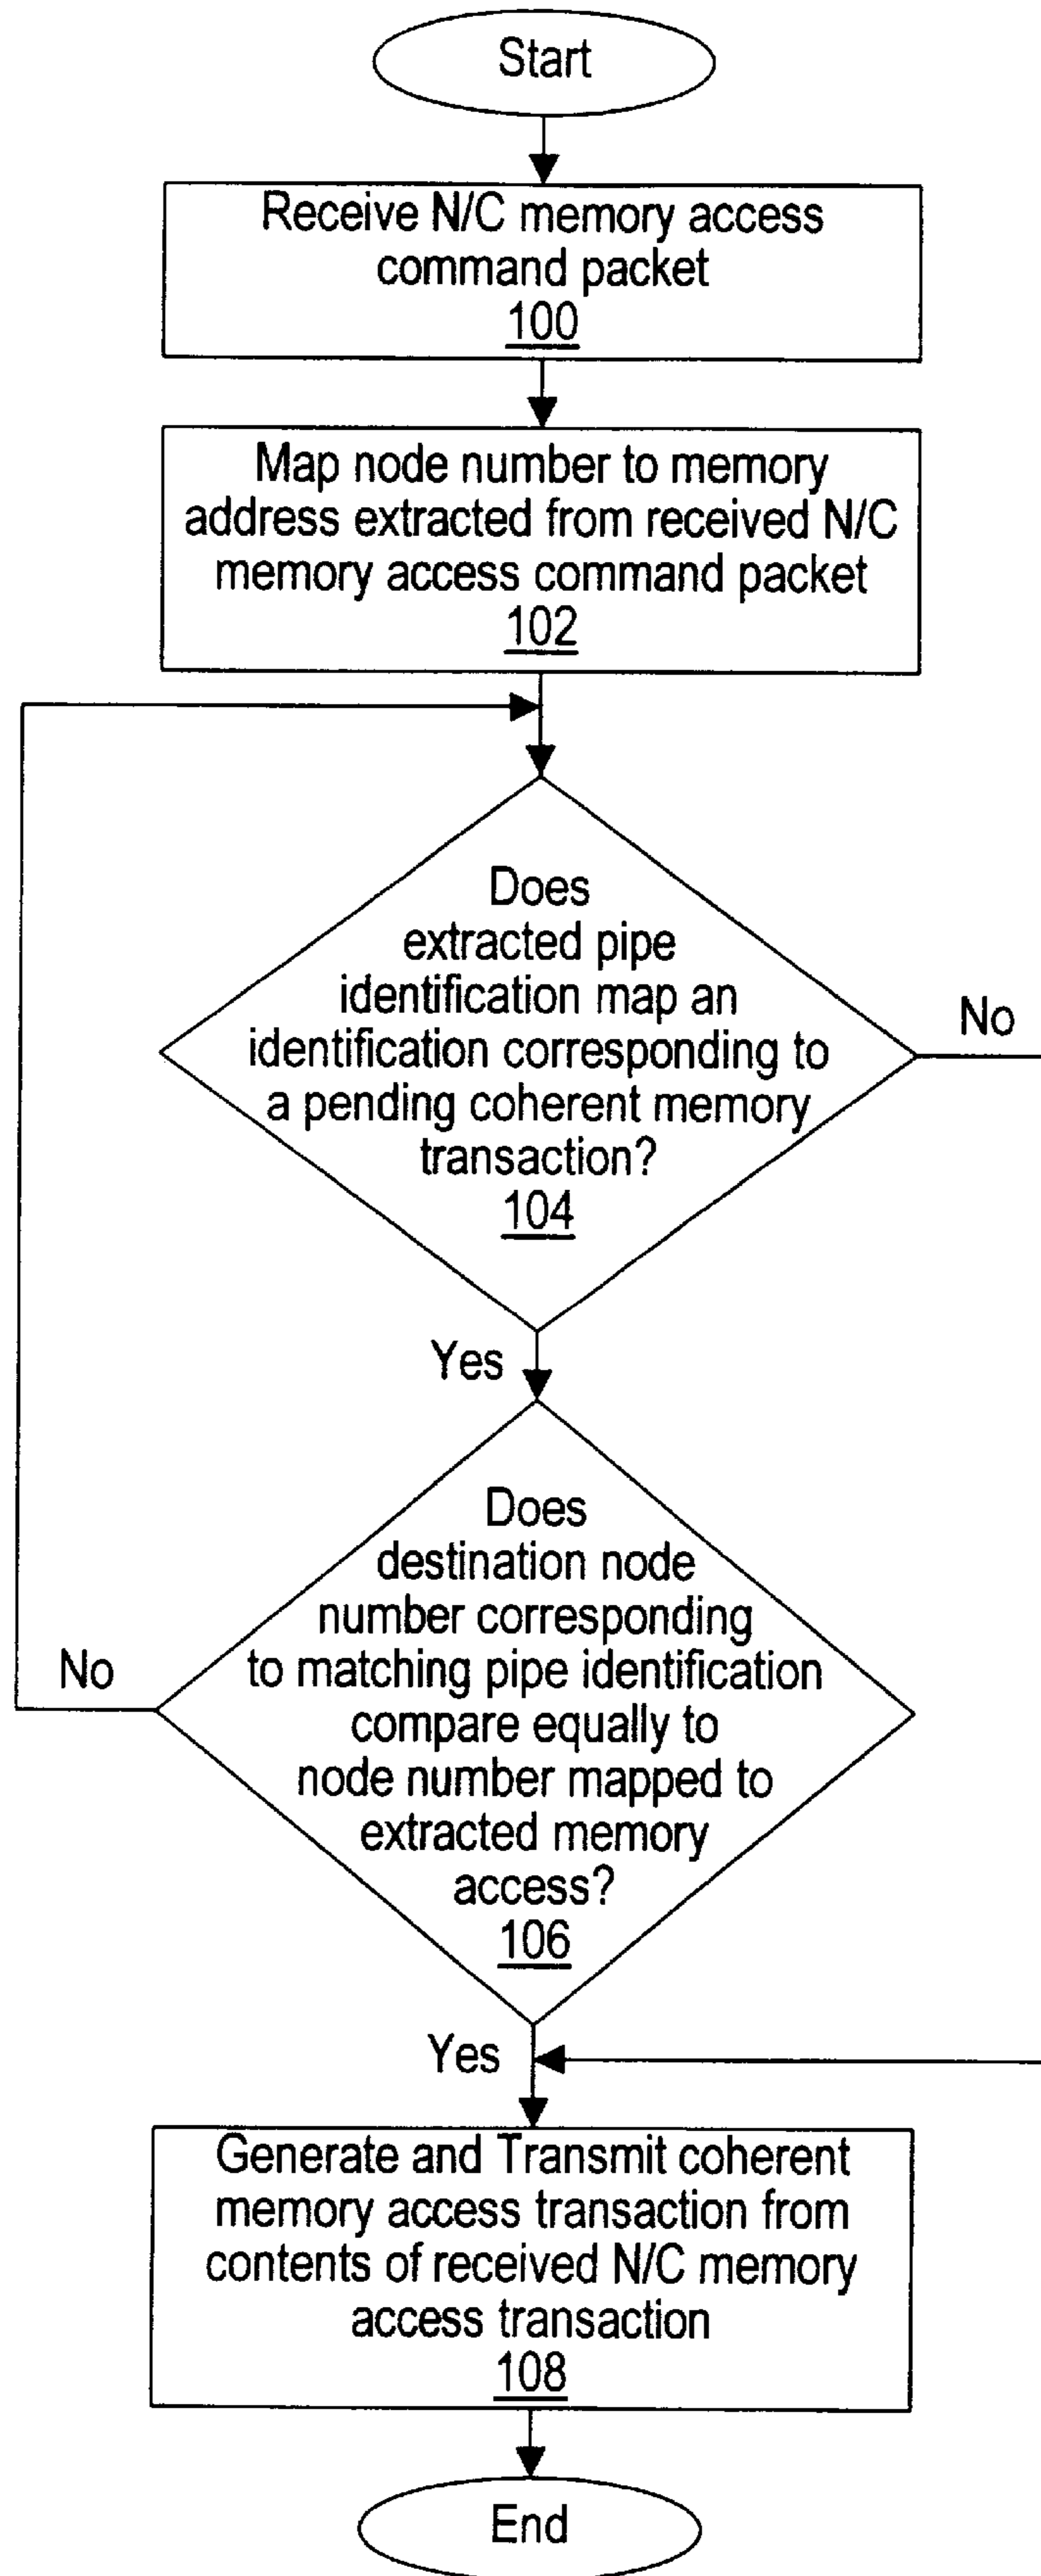 Start
Receive N/C memory access
command packet
100
Map node number to memory
address extracted from received N/C
memory access command packet
102
Does
extracted pipe
identification map an
identification corresponding to
a pending coherent memory
transaction?
104
No
Yes
Does
destination node
number corresponding
to matching pipe identification
compare equally to
node number mapped to
extracted memory
access?
106
No
Yes
Generate and Transmit coherent
memory access transaction from
contents of received N/C memory
access transaction
108
End